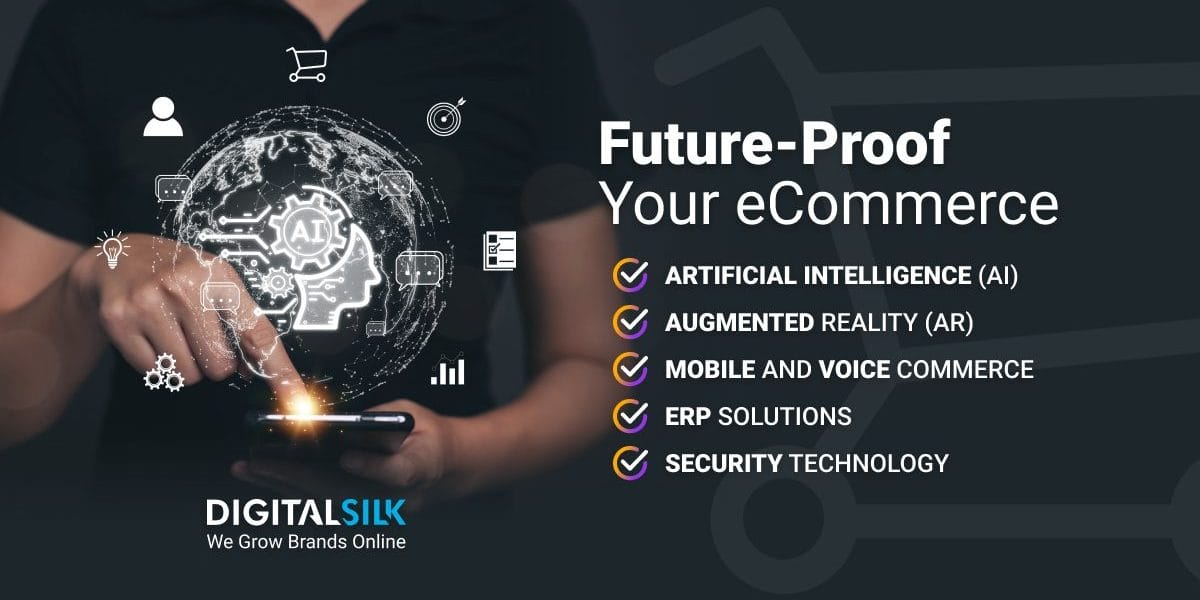 AI
Future-Proof
Your eCommerce
ARTIFICIAL INTELLIGENCE (AI)
AUGMENTED REALITY (AR)
MOBILE AND VOICE COMMERCE
ERP SOLUTIONS
SECURITY TECHNOLOGY
DIGITALSILK
We Grow Brands Online